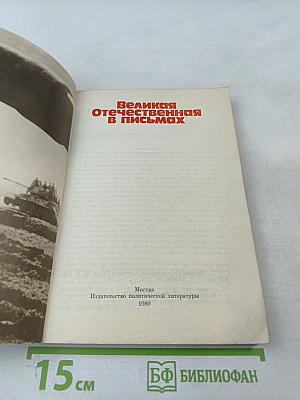 Великая
Отечественная
в письмах
Москва
Издательство политической литературы
1980
15 см
БФ БИБЛИОФАН